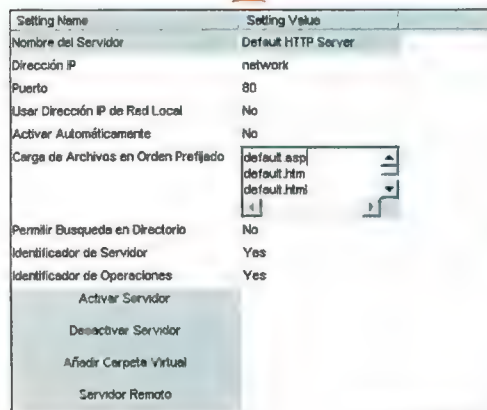 Setting Name Setting Value
Nombre del Servidor Default HTTP Server
Dirección IP network
Puerto 80
Usar Dirección IP de Red Local No
Activar Automáticamente No
Carga de Archivos en Orden Prefijado default.asp
default.htm
default.html
Permitir Busqueda en Directorio No
Identificador de Servidor Yes
Identificador de Operaciones Yes
Activar Servidor
Desactivar Servidor
Añadir Carpeta Virtual
Servidor Remoto